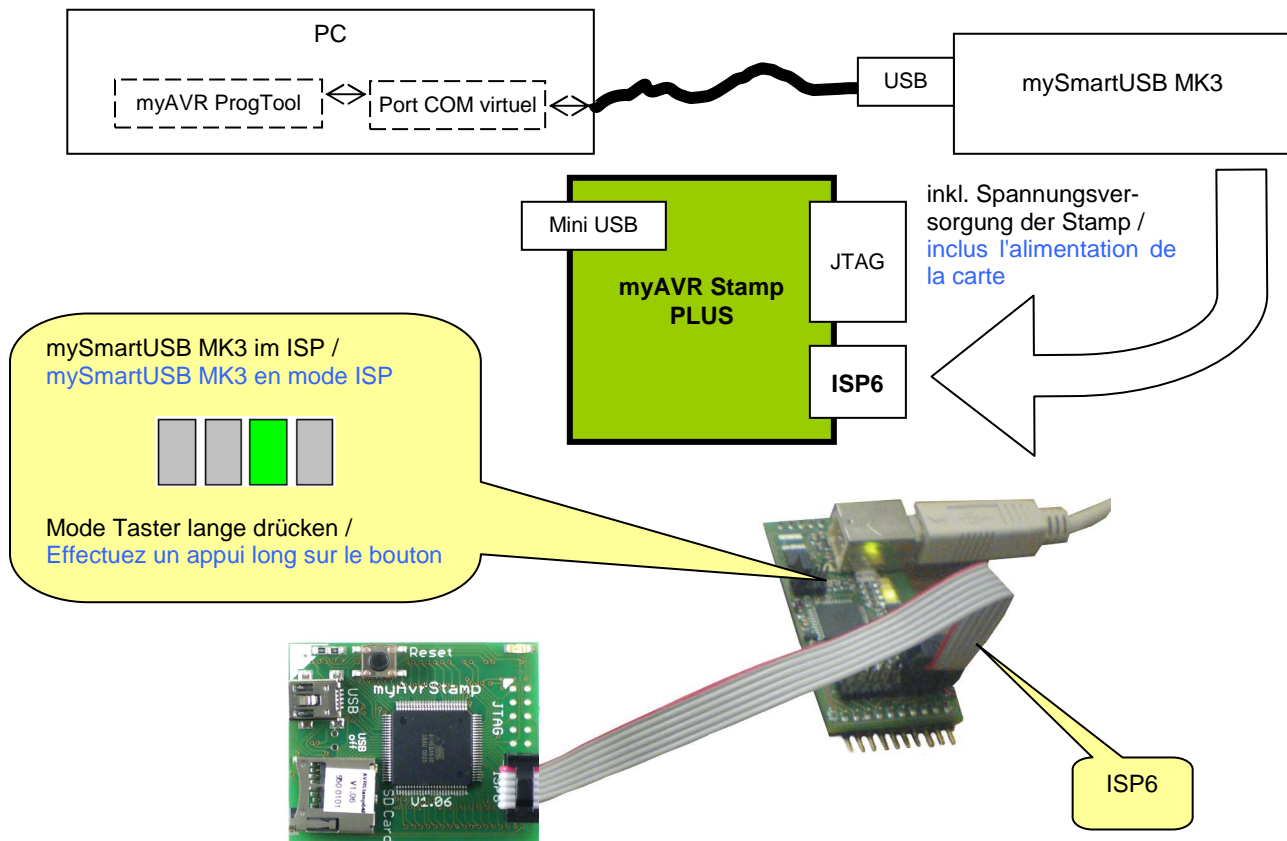 PC
myAVR ProgTool
Port COM virtuel
USB
mySmartUSB MK3
Mini USB
myAVR Stamp
PLUS
JTAG
ISP6
inkl. Spannungsver-
sorgung der Stamp /
inclus l'alimentation de
la carte
mySmartUSB MK3 im ISP /
mySmartUSB MK3 en mode ISP
Mode Taster lange drücken /
Effectuez un appui long sur le bouton
Reset
myAvrStamp
USB
JTAG
USB
off
V1.06
SD Card
ISP6